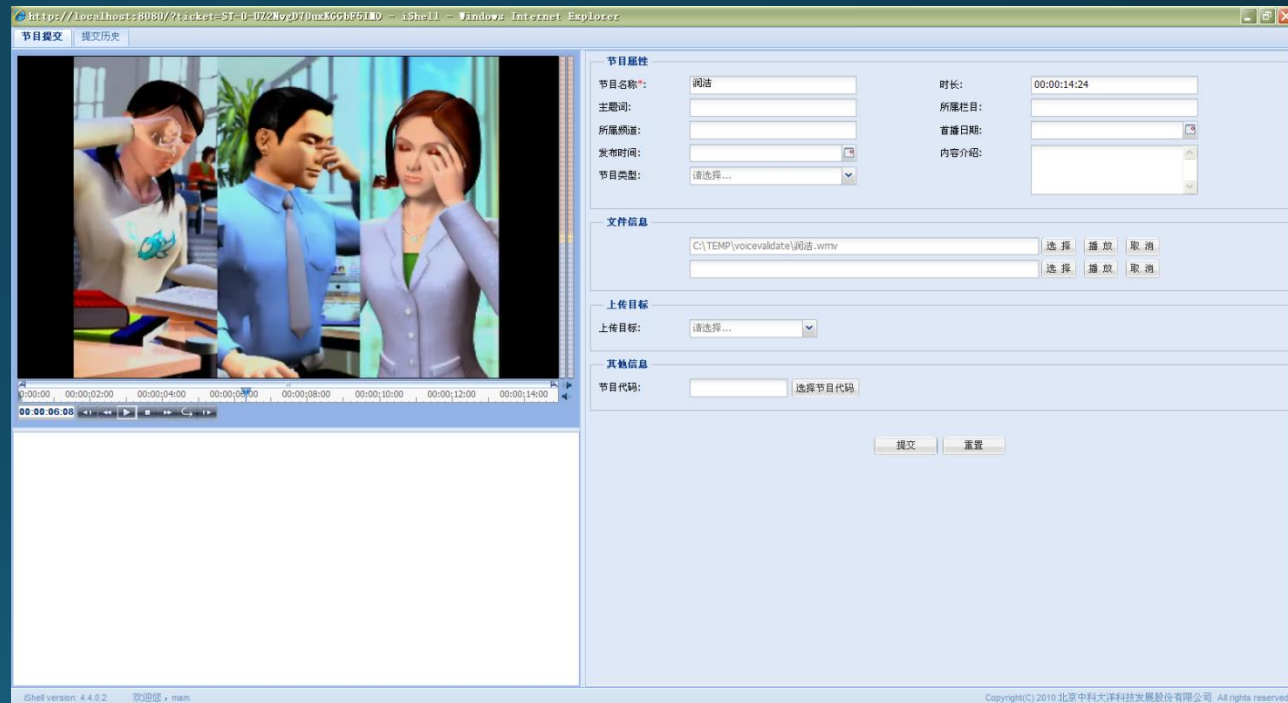 http://localhost:8080/?ticket=ST-0-UZ2NvgD7OuxKGGbF5IMO - iShell - Windows Internet Explorer
节目提交 提交历史
节目属性
节目名称*: 润洁 时长: 00:00:14:24
主题词: 所属栏目:
所属频道: 首播日期:
发布时间: 内容介绍:
节目类型: 请选择...
文件信息
C:\TEMP\voicevalidate\润洁.wmv 选 择 播 放 取 消
选 择 播 放 取 消
上传目标
上传目标: 请选择...
其他信息
节目代码: 选择节目代码
0:00:00 00:00:02:00 00:00:04:00 00:00:06:00 00:00:08:00 00:00:10:00 00:00:12:00 00:00:14:00
00:00:06:08
提交 重置
iShell version: 4.4.0.2 欢迎您，mam Copyright(C) 2010 北京中科大洋科技发展股份有限公司 All rights reserved